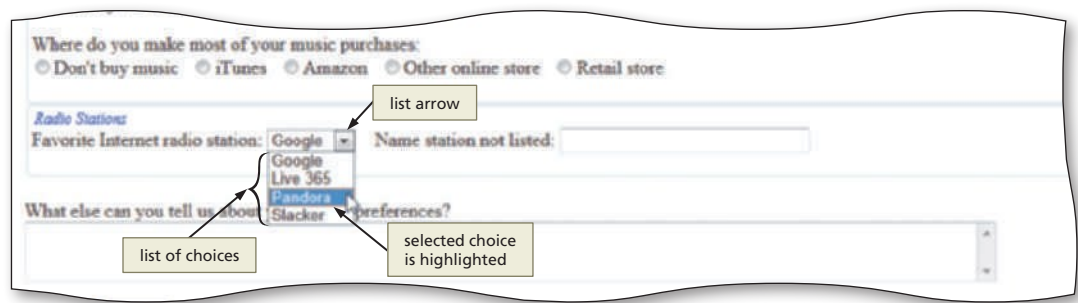 Where do you make most of your music purchases:
Don't buy music iTunes Amazon Other online store Retail store
list arrow
Radio Stations
Favorite Internet radio station: Google Name station not listed:
Google
Live 365
Pandora
Slacker
What else can you tell us about preferences?
list of choices
selected choice
is highlighted